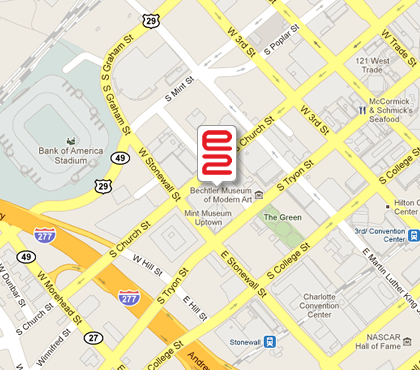 29
S Graham St
W 3rd St
S Poplar St
W Trade St
121 West
Trade
S Mint St
S Graham St
McCormick
& Schmick's
Seafood
W 3rd St
Church St
Bank of America
Stadium
49
W Stonewall St
29
Bechtler Museum
of Modern Art
S Tryon St
Mint Museum
Uptown
The Green
Hilton C
Center
3rd/ Convention
Center
277
S Church St
49
W Hill St
E Stonewall St
S College St
E Martin Luther King
W Dunbar St
W Morehead St
277
S Tryon St
E Hill St
Charlotte
Convention
Center
S Church St
Winnifred St
27
Stonewall
NASCAR
Hall of Fame
College St
Andre